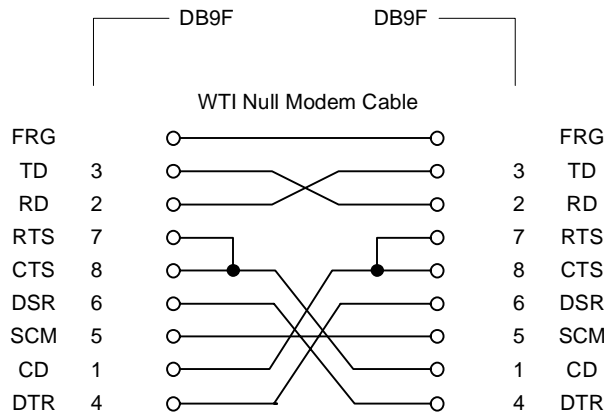 DB9F DB9F
WTI Null Modem Cable
FRG FRG
TD 3 3 TD
RD 2 2 RD
RTS 7 7 RTS
CTS 8 8 CTS
DSR 6 6 DSR
SCM 5 5 SCM
CD 1 1 CD
DTR 4 4 DTR